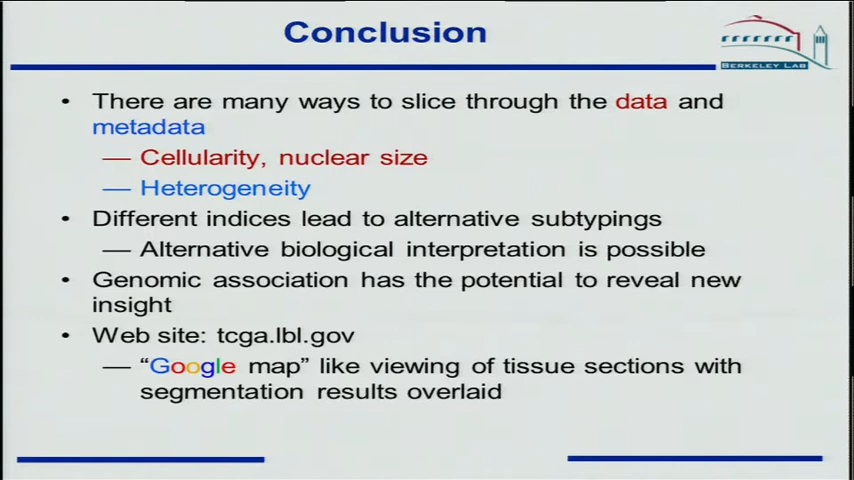 Conclusion
BERKELEY LAB
• There are many ways to slice through the data and
metadata
— Cellularity, nuclear size
— Heterogeneity
• Different indices lead to alternative subtypings
— Alternative biological interpretation is possible
• Genomic association has the potential to reveal new
insight
• Web site: tcga.lbl.gov
— “Google map” like viewing of tissue sections with
segmentation results overlaid